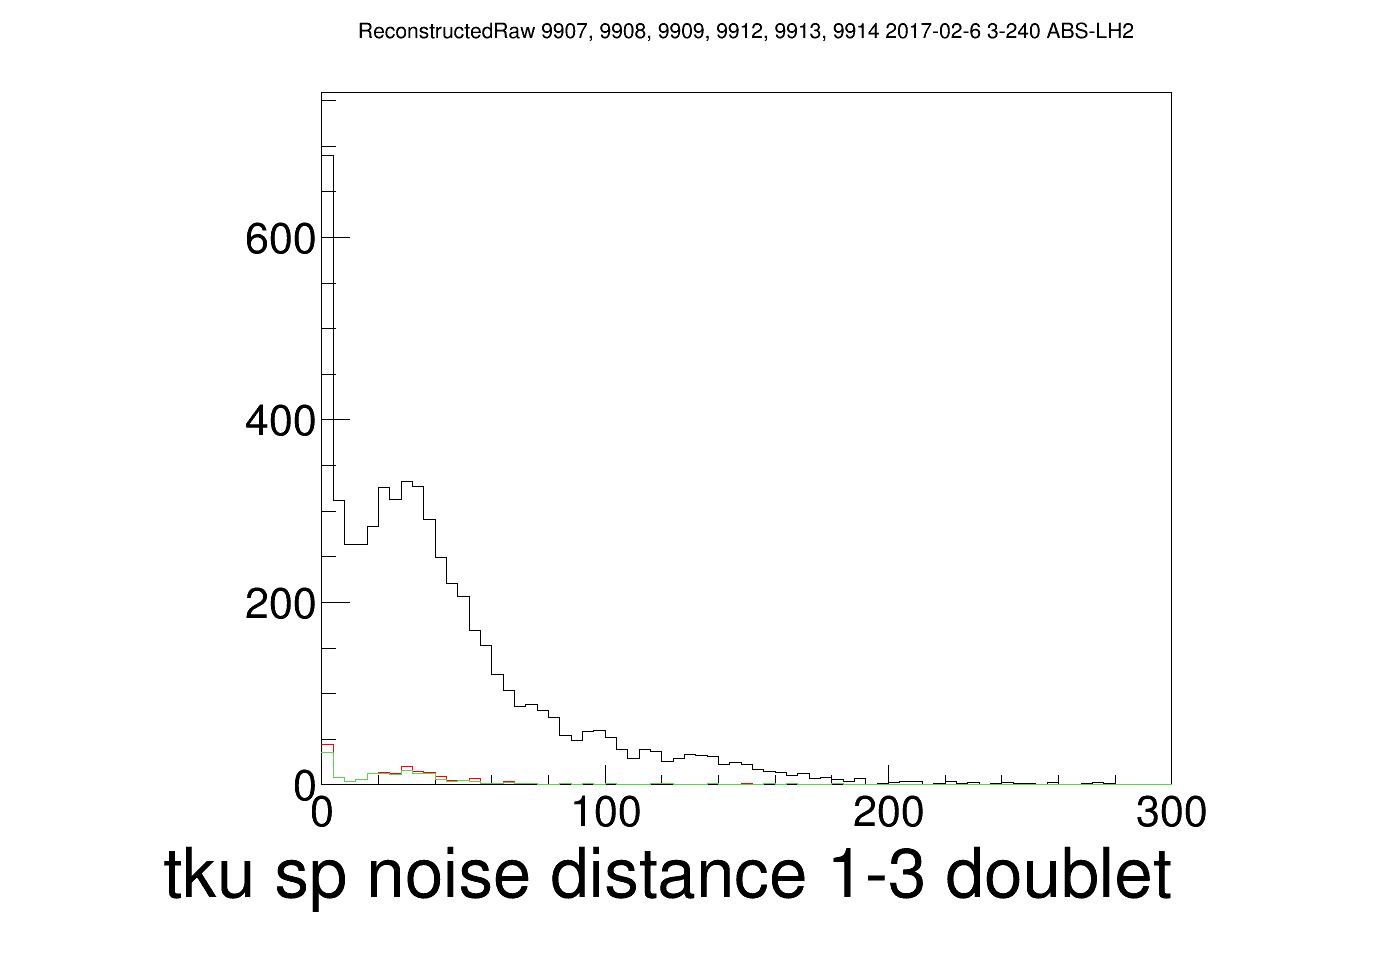 ReconstructedRaw 9907, 9908, 9909, 9912, 9913, 9914 2017-02-6 3-240 ABS-LH2
600
400
200
0
0 100 200 300
tku sp noise distance 1-3 doublet